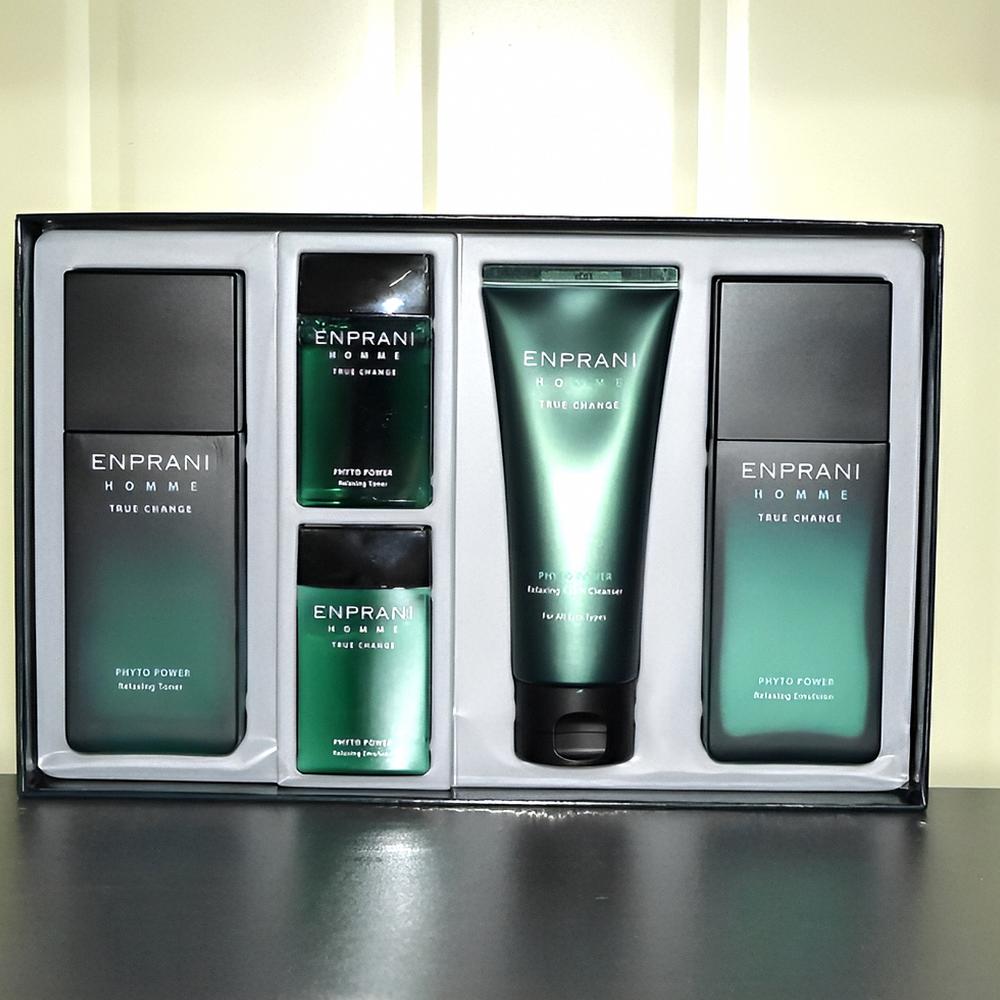 ENPRANI
HOMME
TRUE CHANGE
PHYTO POWER
Relaxing Toner
ENPRANI
HOMME
TRUE CHANGE
PHYTO POWER
Relaxing Toner
ENPRANI
HOMME
TRUE CHANGE
PHYTO POWER
Relaxing Emulsion
ENPRANI
HOMME
TRUE CHANGE
PHYTO POWER
Relaxing Cleanser
For All Types
ENPRANI
HOMME
TRUE CHANGE
PHYTO POWER
Relaxing Emulsion